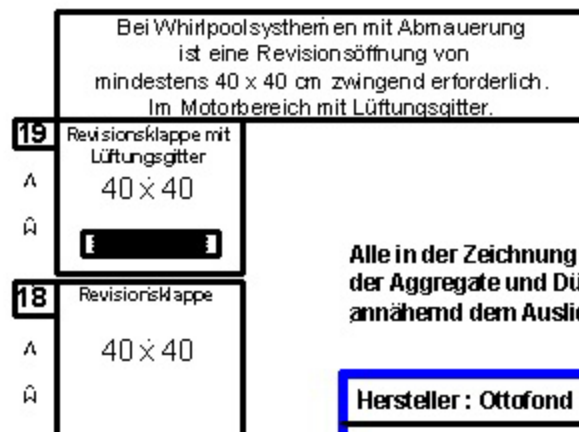 Bei Whirlpoolsysthemen mit Abmauerung
ist eine Revisionsöffnung von
mindestens 40 x 40 cm zwingend erforderlich.
Im Motorbereich mit Lüftungsgitter.
19
Revisionsklappe mit
Lüftungsgitter
40 x 40
18
Revisionsklappe
40 x 40
Alle in der Zeichnung
der Aggregate und Dü
annähernd dem Auslie
Hersteller : Ottofond